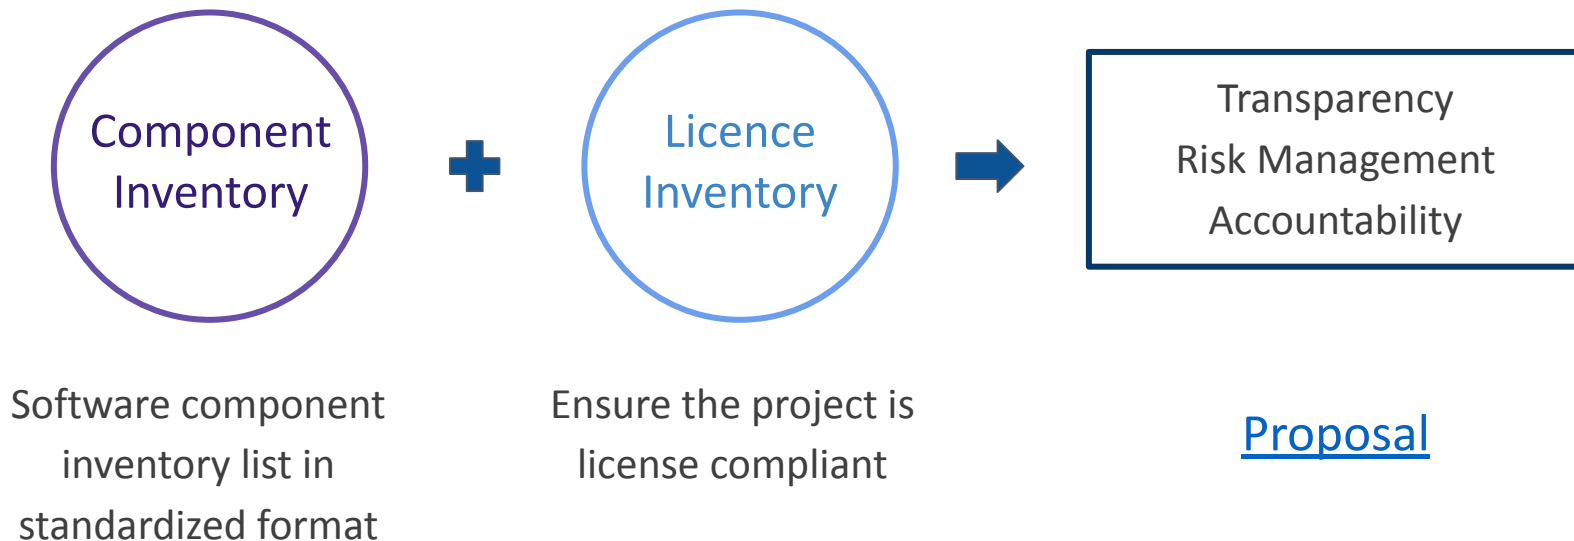 Component
Inventory
Licence
Inventory
Transparency
Risk Management
Accountability
Software component
inventory list in
standardized format
Ensure the project is
license compliant
Proposal